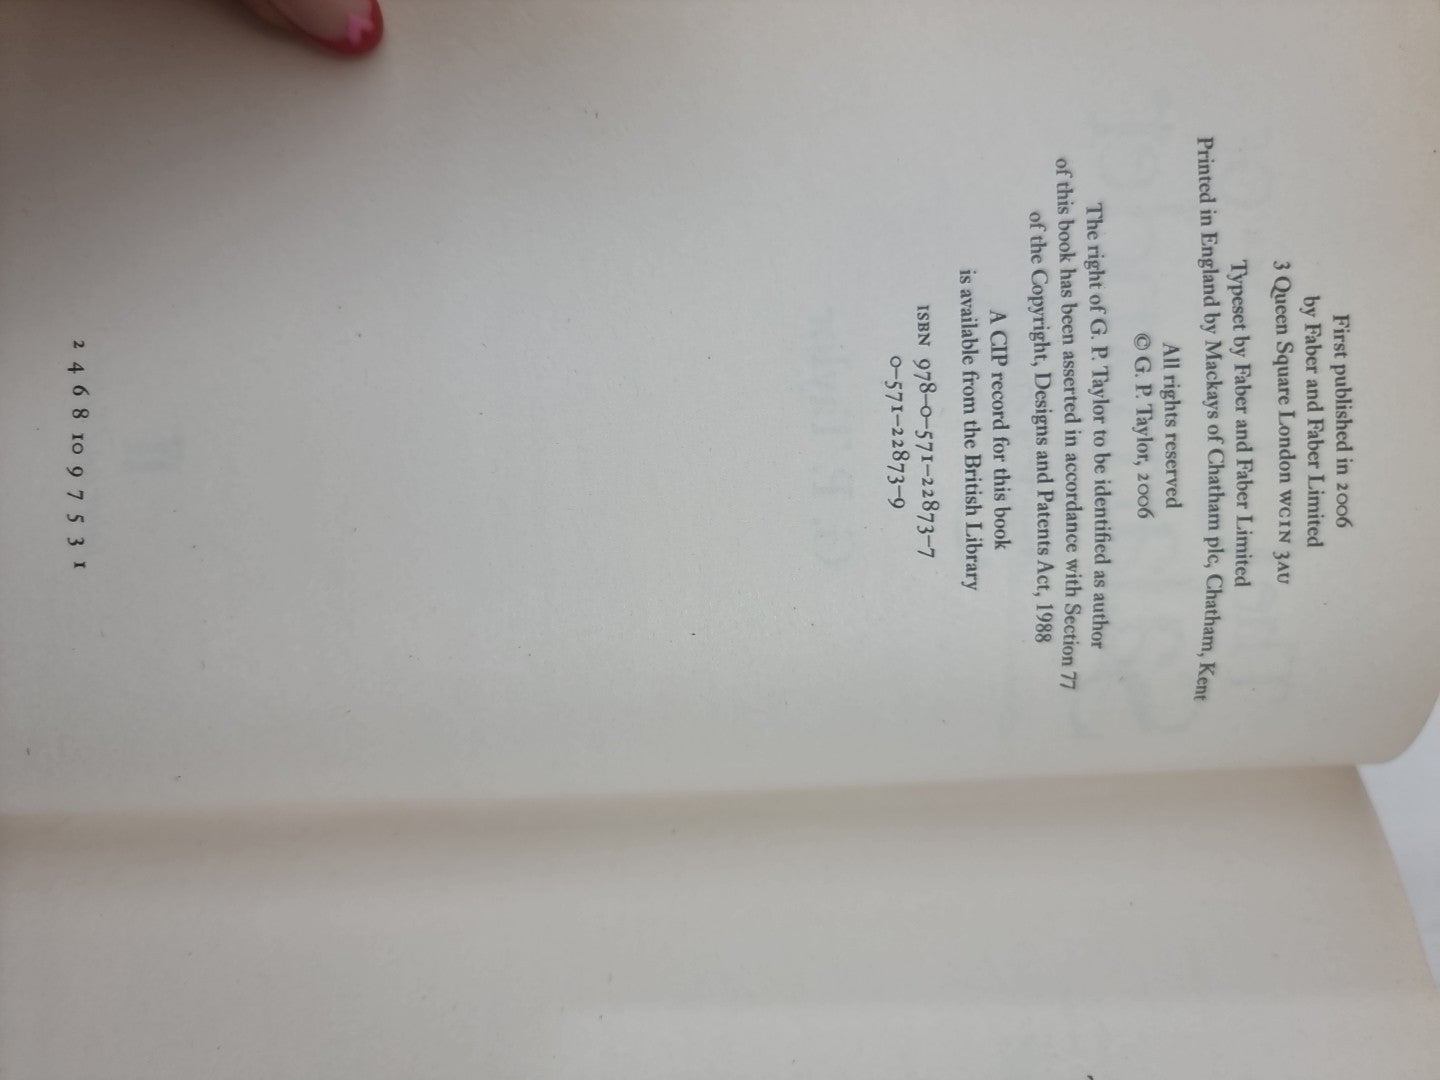 First published in 2006
by Faber and Faber Limited
3 Queen Square London WC1N 3AU
Typeset by Faber and Faber Limited
Printed in England by Mackays of Chatham plc, Chatham, Kent
All rights reserved
© G. P. Taylor, 2006
The right of G. P. Taylor to be identified as author
of this book has been asserted in accordance with Section 77
of the Copyright, Designs and Patents Act, 1988
A CIP record for this book
is available from the British Library
ISBN 978-0-571-22873-7
0-571-22873-9
2 4 6 8 10 9 7 5 3 1